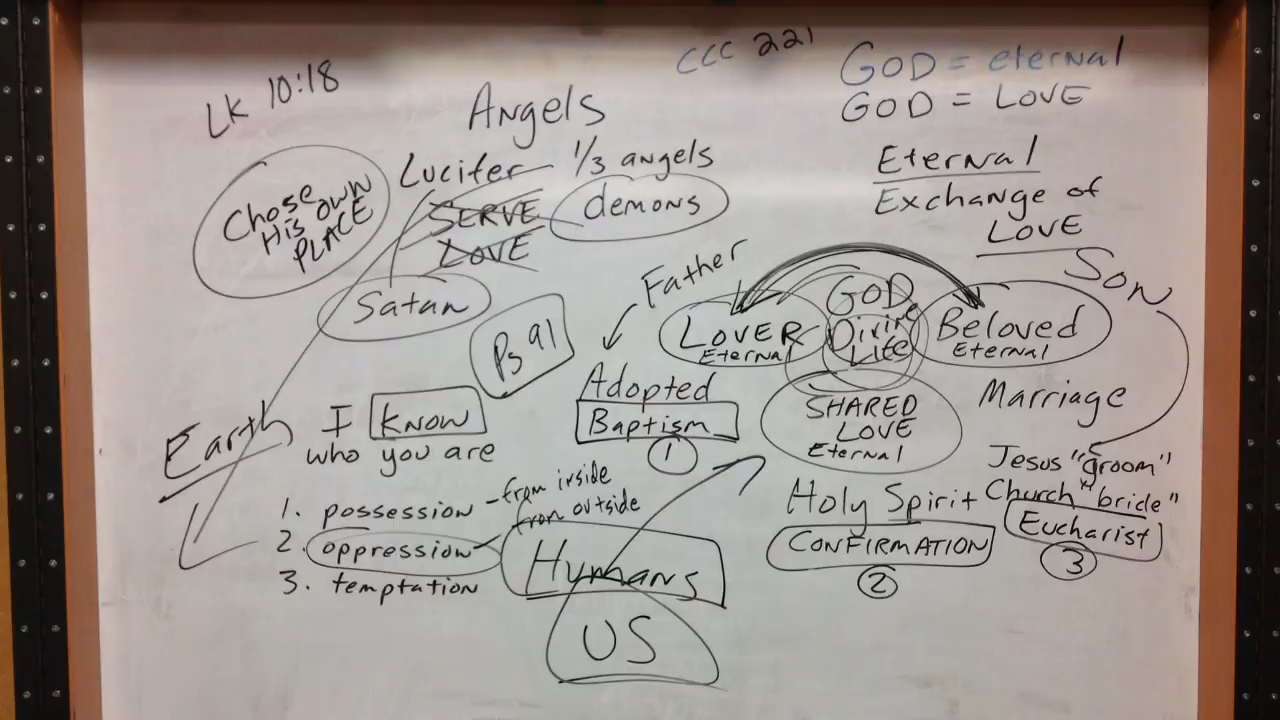 LK 10:18
CCC 221
GOD = eternal
GOD = LOVE
Angels
Lucifer — 1/3 angels
SERVE
LOVE
demons
Chose
His OWN
PLACE
Satan
Ps 91
Eternal
Exchange of
LOVE
Father
Son
LOVER
Eternal
GOD
Divine
Life
Beloved
Eternal
SHARED
LOVE
Eternal
Adopted
Baptism
1
Marriage
Jesus "groom"
Church "bride"
Eucharist
3
Holy Spirit
CONFIRMATION
2
Earth
I Know
who you are
1. possession - from inside
from outside
2. oppression
3. temptation
Humans
US